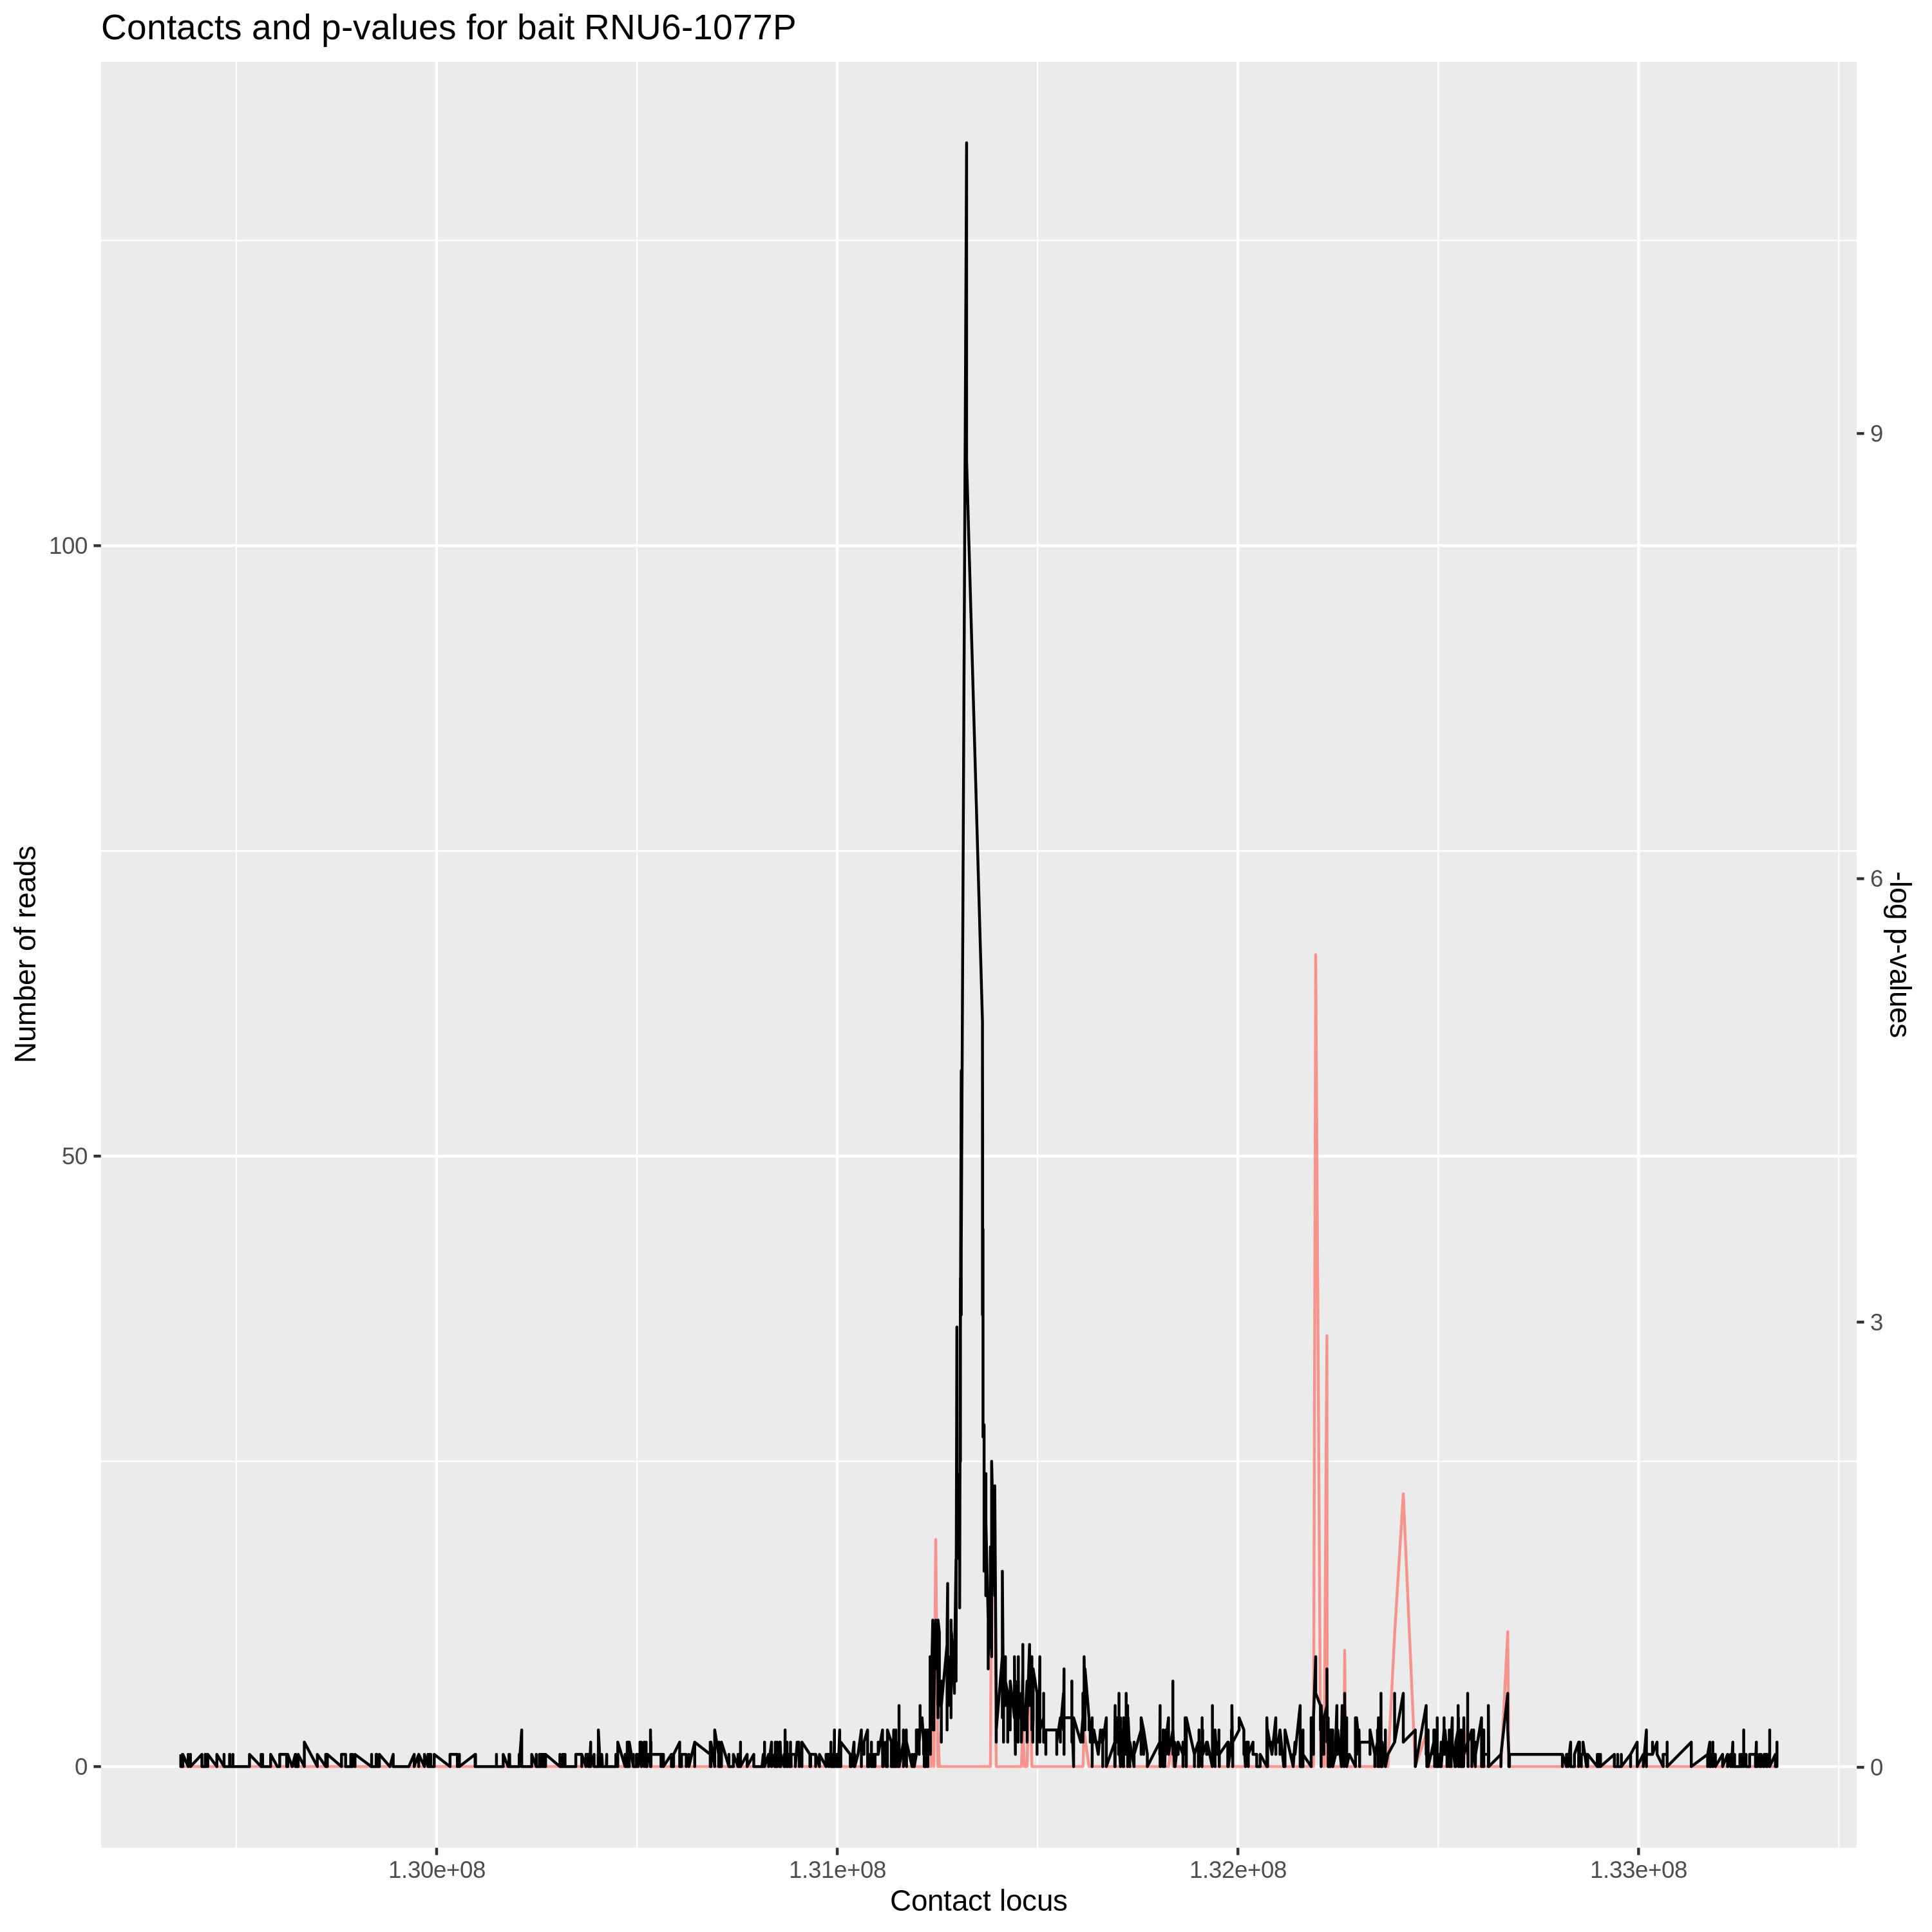 Contacts and p-values for bait RNU6-1077P
Number of reads
100
50
0
9
6
3
0
-log p-values
1.30e+08
1.31e+08
1.32e+08
1.33e+08
Contact locus